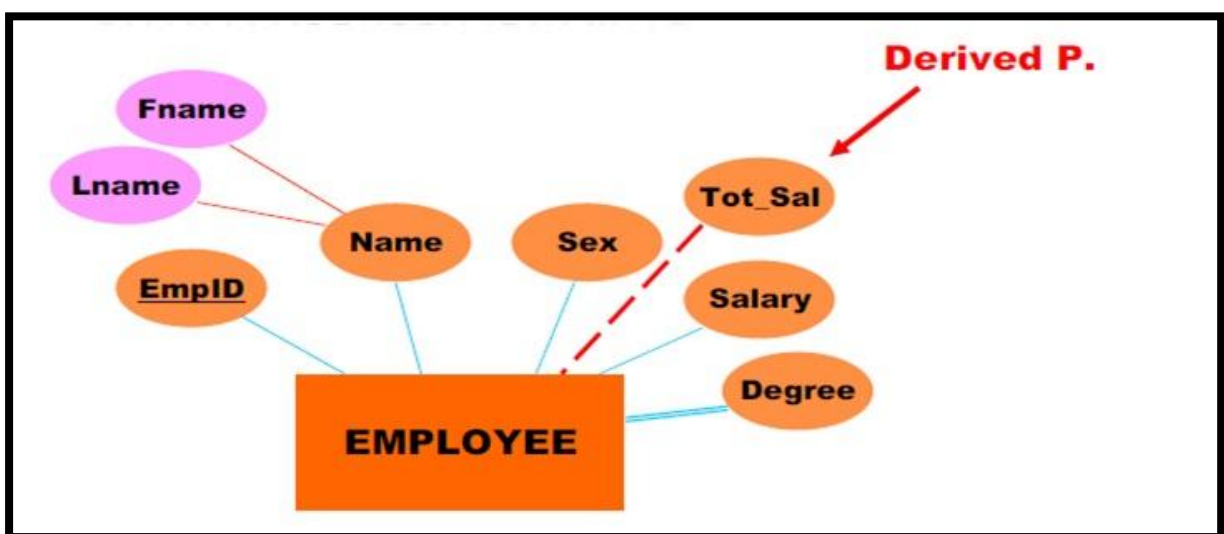 Derived P.
Fname
Lname
Tot_Sal
Name
Sex
EmpID
Salary
Degree
EMPLOYEE